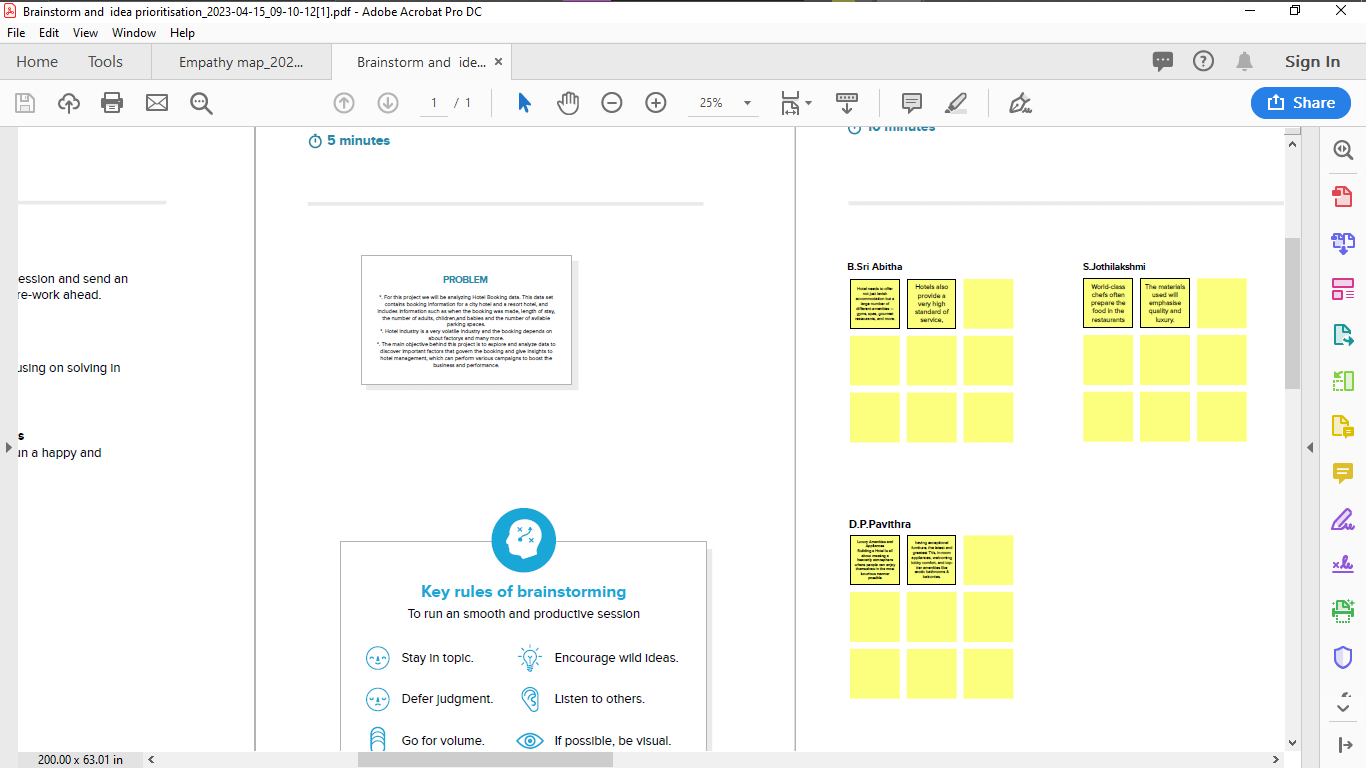 Brainstorm and  idea prioritisation_2023-04-15_09-10-12[1].pdf - Adobe Acrobat Pro DC
File Edit View Window Help
Home Tools Empathy map_202... Brainstorm and  ide... ×
Sign In
1 / 1 25%
Share
5 minutes
10 minutes
ession and send an
re-work ahead.
using on solving in
s
un a happy and
PROBLEM
*. For this project we will be analyzing Hotel Booking data. This data set
contains booking information for a city hotel and a resort hotel, and
includes information such as when the booking was made, length of stay,
the number of adults, children,and babies and the number of avilable
parking spaces.
*. Hotel industry is a very volatile industry and the booking depends on
about factorys and many more.
*. The main objective behind this project is to explore and analyze data to
discover important factors that govern the booking and give insights to
hotel management, which can perform various campaigns to boost the
business and performance.
Key rules of brainstorming
To run an smooth and productive session
Stay in topic. Encourage wild ideas.
Defer judgment. Listen to others.
Go for volume. If possible, be visual.
B.Sri Abitha
Hotel needs to offer
not just lavish
accommodation but a
large number of
different amenities –
gyms, spas, gourmet
restaurants, and more.
Hotels also
provide a
very high
standard of
service,
S.Jothilakshmi
World-class
chefs often
prepare the
food in the
restaurants
The materials
used will
emphasise
quality and
luxury.
D.P.Pavithra
Luxury Amenities and
Appliances
Building a Hotel is all
about creating a
heavenly atmosphere
where people can enjoy
themselves in the most
luxurious manner
possible
having exceptional
furniture, the latest and
greatest TVs, in-room
appliances, welcoming
lobby comfort, and top-
tier amenities like
exotic bathrooms &
balconies.
200.00 x 63.01 in